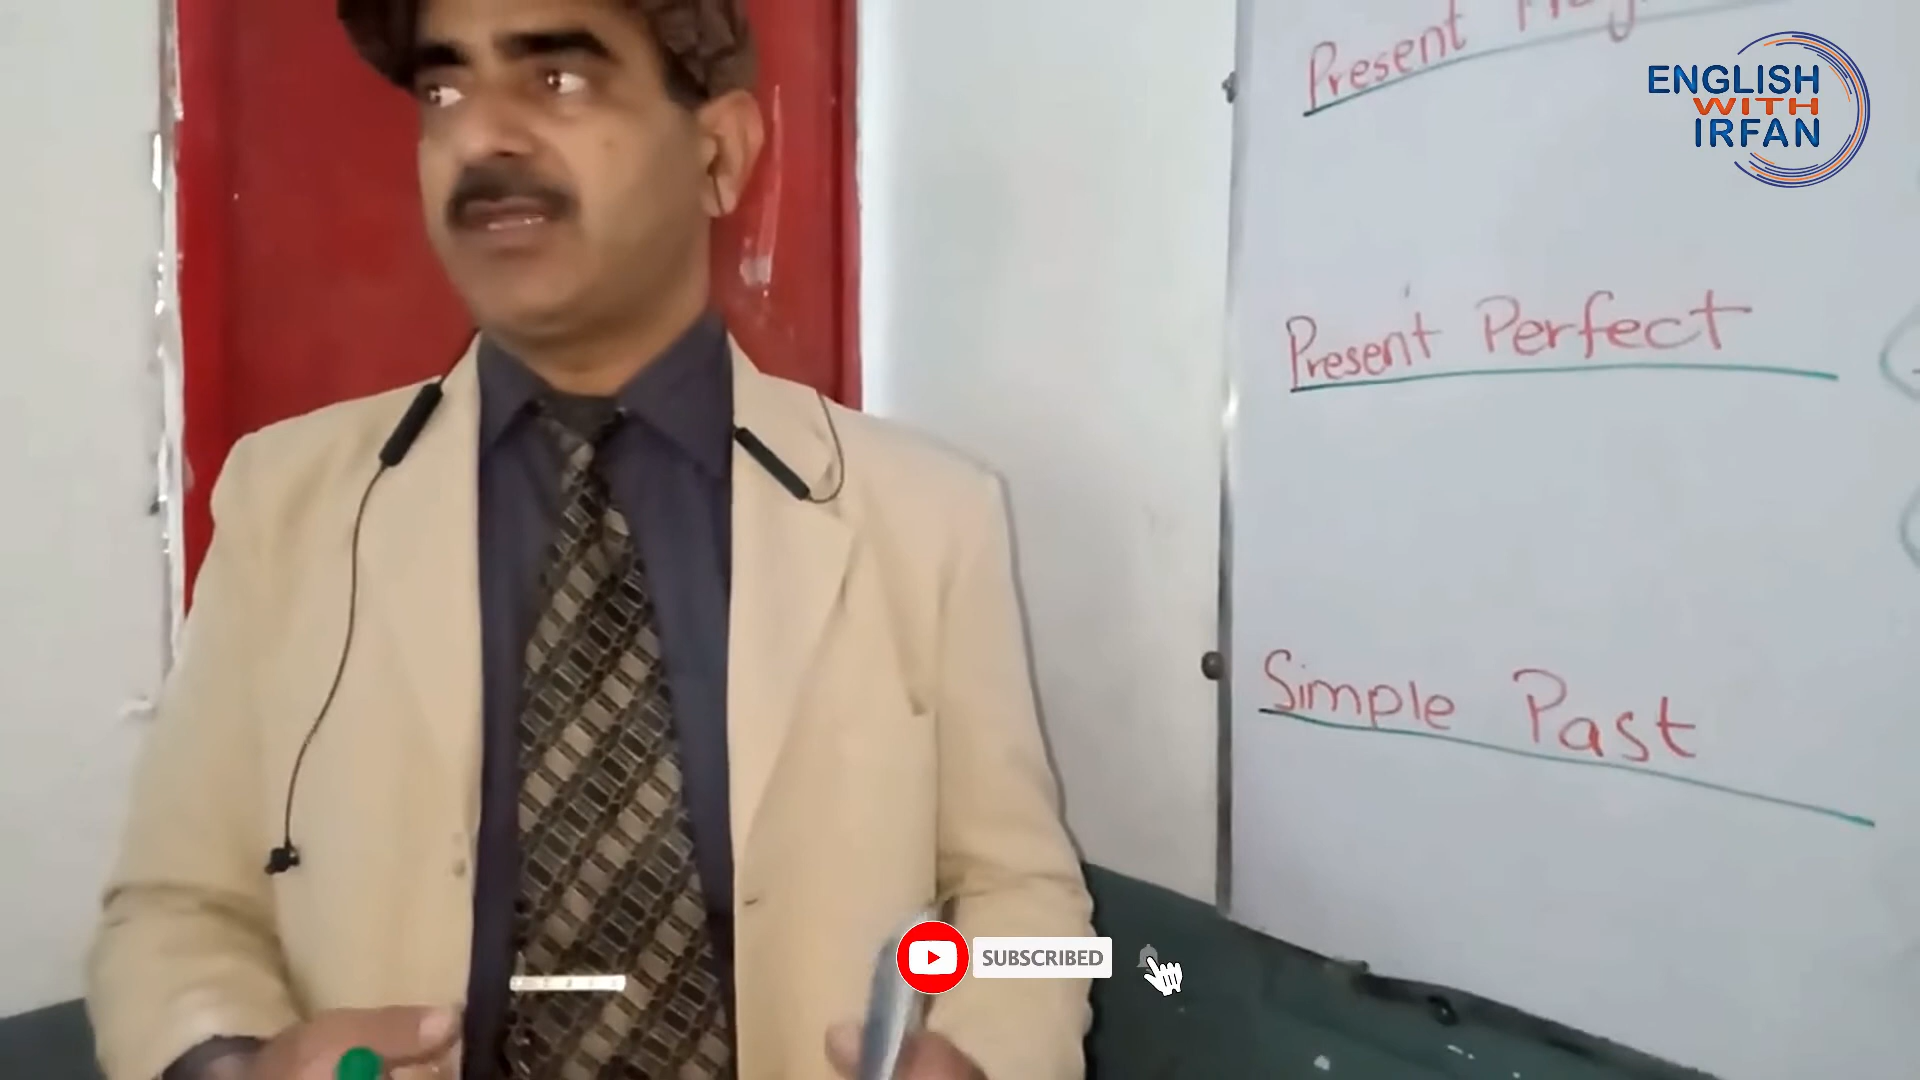 Present
ENGLISH
WITH
IRFAN
Present Perfect
Simple Past
SUBSCRIBED